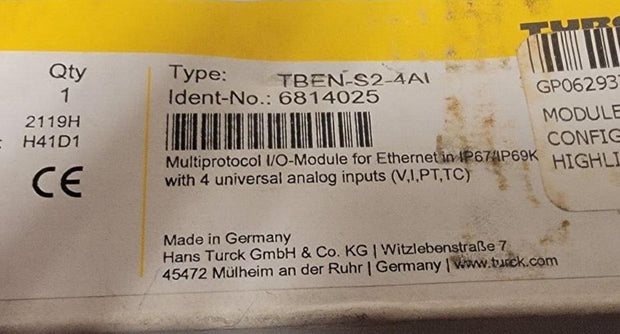 TURCK
Qty
1
2119H
H41D1
CE
Type: TBEN-S2-4AI
Ident-No.: 6814025
Multiprotocol I/O-Module for Ethernet in IP67/IP69K
with 4 universal analog inputs (V,I,PT,TC)
Made in Germany
Hans Turck GmbH & Co. KG | Witzlebenstraße 7
45472 Mülheim an der Ruhr | Germany | www.turck.com
GP06293
MODULE
CONFIG
HIGHLI